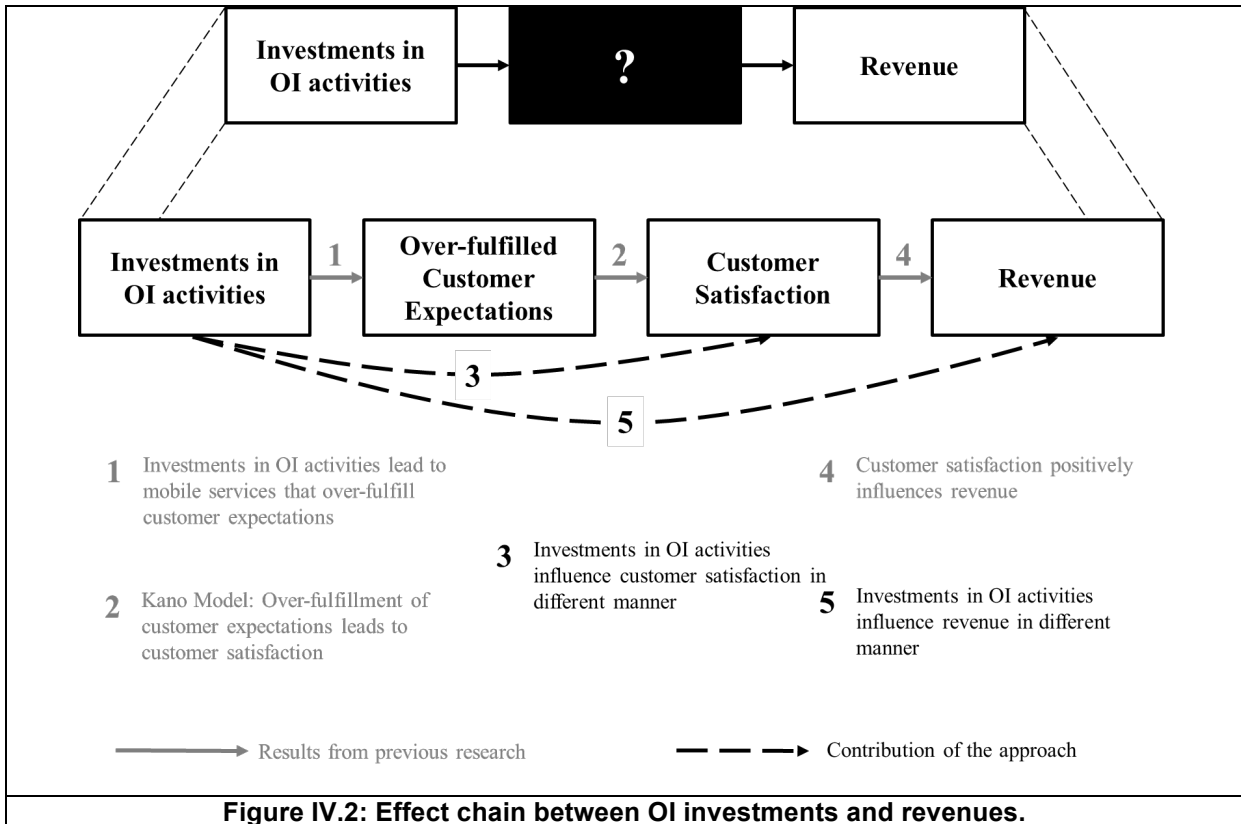 Investments in
OI activities
?
Revenue
Investments in
OI activities
1
Over-fulfilled
Customer
Expectations
2
Customer
Satisfaction
4
Revenue
3
5
1 Investments in OI activities lead to
mobile services that over-fulfill
customer expectations
4 Customer satisfaction positively
influences revenue
3 Investments in OI activities
influence customer satisfaction in
different manner
2 Kano Model: Over-fulfillment of
customer expectations leads to
customer satisfaction
5 Investments in OI activities
influence revenue in different
manner
Results from previous research
Contribution of the approach
Figure IV.2: Effect chain between OI investments and revenues.